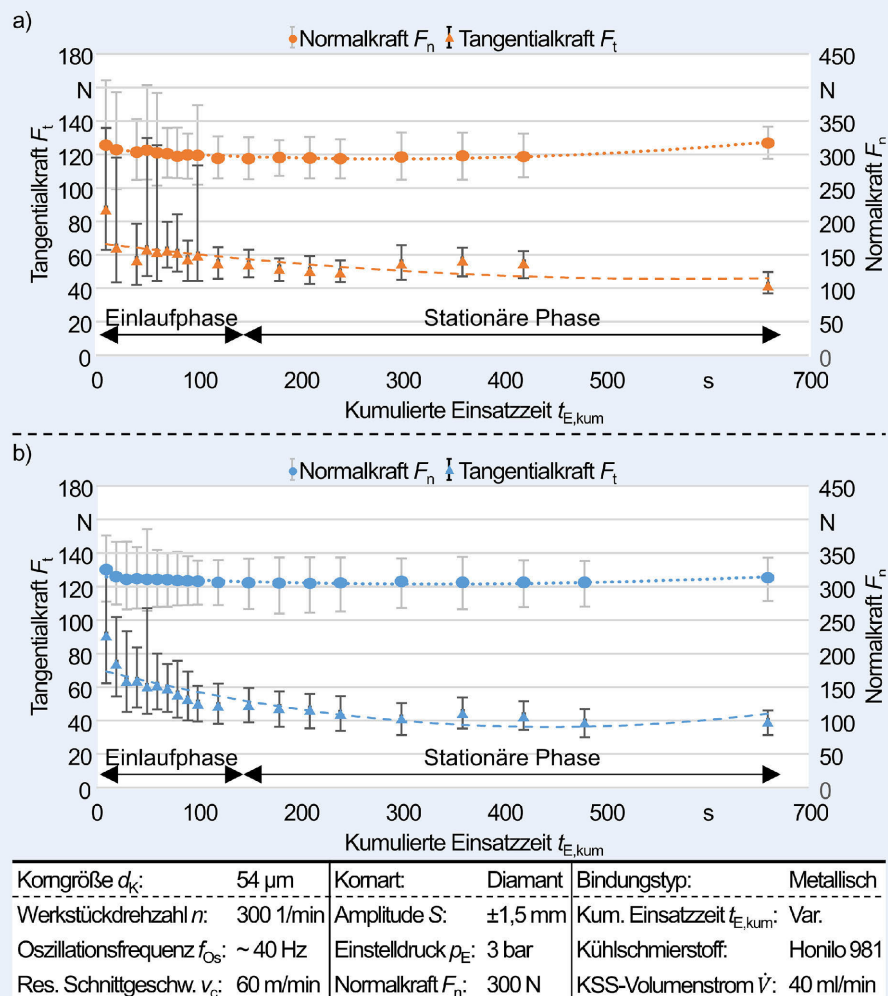 a)
Normalkraft Fn Tangentialkraft Ft
180 450
N N
140 350
120 300
100 250
80 200
60 150
40 100
20 50
0 0
Tangentialkraft Ft
Normalkraft Fn
Einlaufphase Stationäre Phase
0 100 200 300 400 500 s 700
Kumulierte Einsatzzeit tE,kum
b)
Normalkraft Fn Tangentialkraft Ft
180 450
N N
140 350
120 300
100 250
80 200
60 150
40 100
20 50
0 0
Tangentialkraft Ft
Normalkraft Fn
Einlaufphase Stationäre Phase
0 100 200 300 400 500 s 700
Kumulierte Einsatzzeit tE,kum
Korngröße dK: 54 µm Kornart: Diamant Bindungstyp: Metallisch
Werkstückdrehzahl n: 300 1/min Amplitude S: ±1,5 mm Kum. Einsatzzeit tE,kum: Var.
Oszillationsfrequenz fOs: ~ 40 Hz Einstelldruck pE: 3 bar Kühlschmierstoff: Honilo 981
Res. Schnittgeschw. vc: 60 m/min Normalkraft Fn: 300 N KSS-Volumenstrom V̇: 40 ml/min